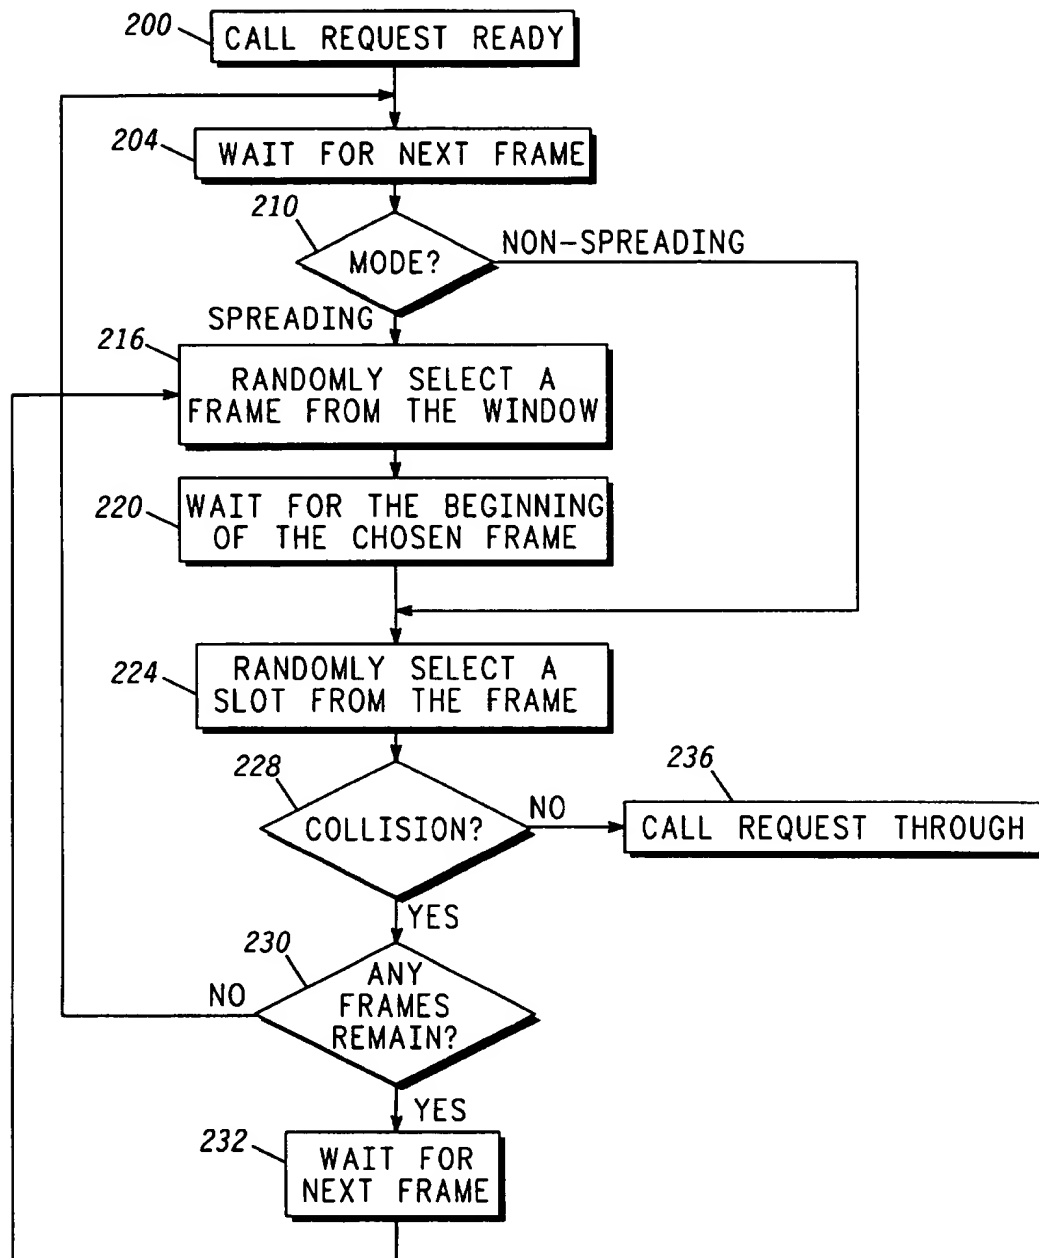 200
CALL REQUEST READY
204
WAIT FOR NEXT FRAME
210
MODE?
NON-SPREADING
SPREADING
216
RANDOMLY SELECT A
FRAME FROM THE WINDOW
220
WAIT FOR THE BEGINNING
OF THE CHOSEN FRAME
224
RANDOMLY SELECT A
SLOT FROM THE FRAME
228
COLLISION?
NO
236
CALL REQUEST THROUGH
YES
230
ANY
FRAMES
REMAIN?
NO
YES
232
WAIT FOR
NEXT FRAME